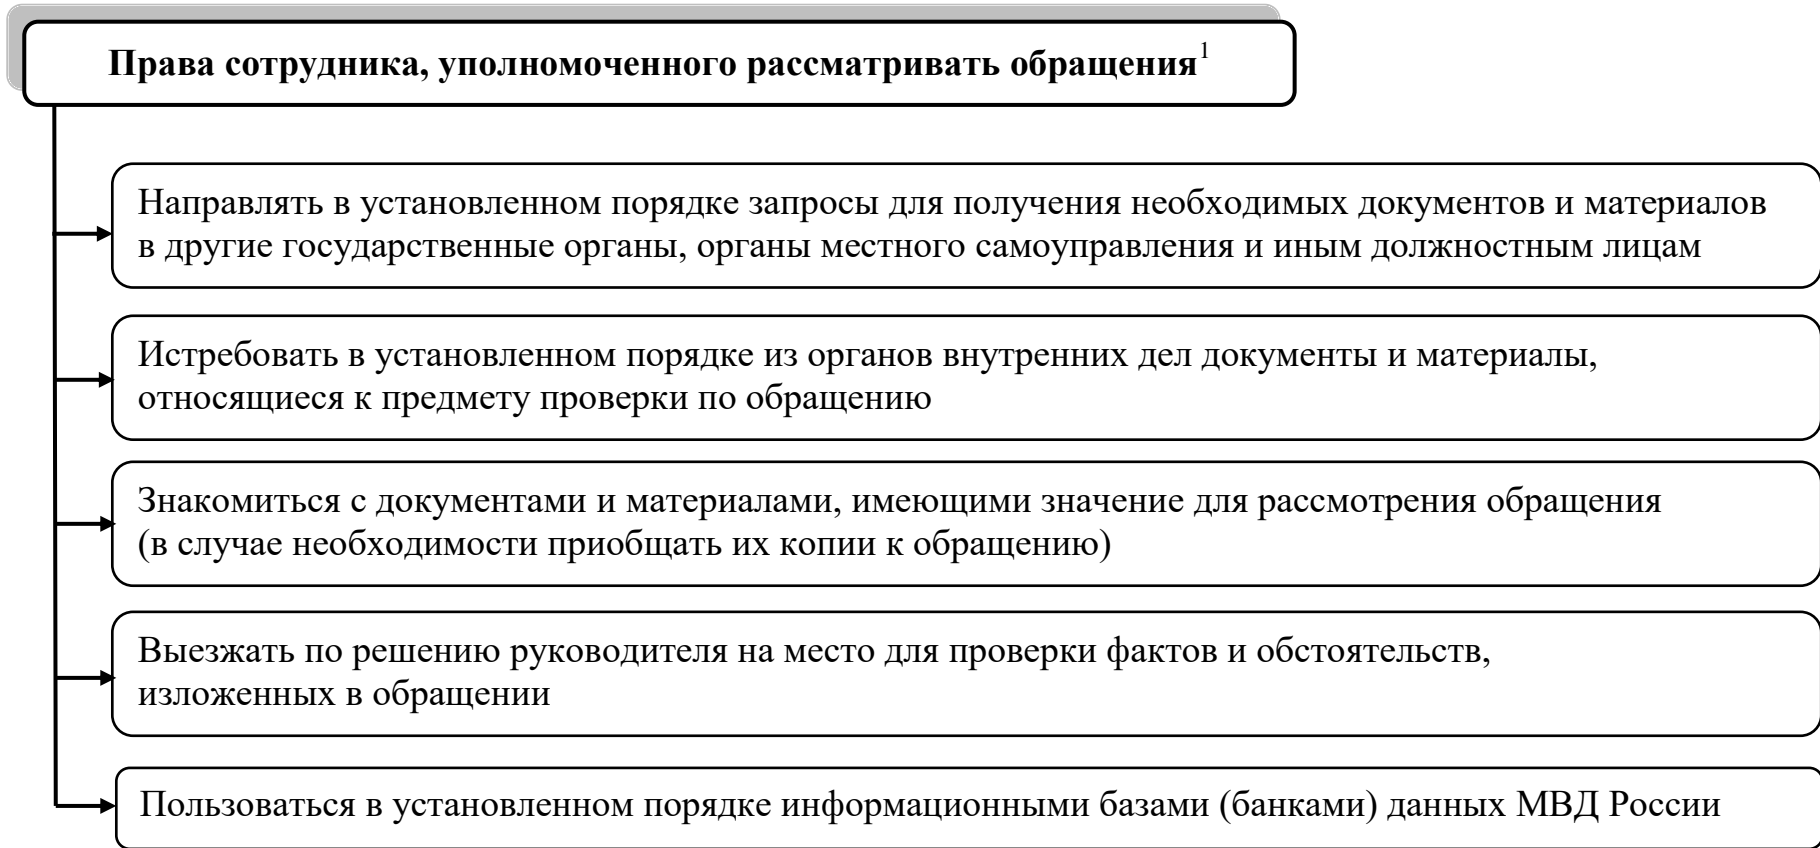 Права сотрудника, уполномоченного рассматривать обращения1
Направлять в установленном порядке запросы для получения необходимых документов и материалов
в другие государственные органы, органы местного самоуправления и иным должностным лицам
Истребовать в установленном порядке из органов внутренних дел документы и материалы,
относящиеся к предмету проверки по обращению
Знакомиться с документами и материалами, имеющими значение для рассмотрения обращения
(в случае необходимости приобщать их копии к обращению)
Выезжать по решению руководителя на место для проверки фактов и обстоятельств,
изложенных в обращении
Пользоваться в установленном порядке информационными базами (банками) данных МВД России